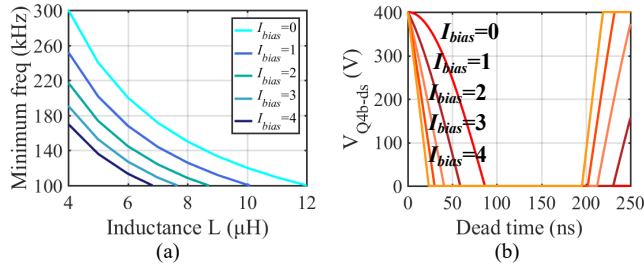 300
260
220
180
140
100
Minimum freq (kHz)
4
6
8
10
12
Inductance L (μH)
I_bias=0
I_bias=1
I_bias=2
I_bias=3
I_bias=4
(a)
400
300
200
100
0
V_Q4b-ds (V)
0
50
100
150
200
250
Dead time (ns)
I_bias=0
I_bias=1
I_bias=2
I_bias=3
I_bias=4
(b)